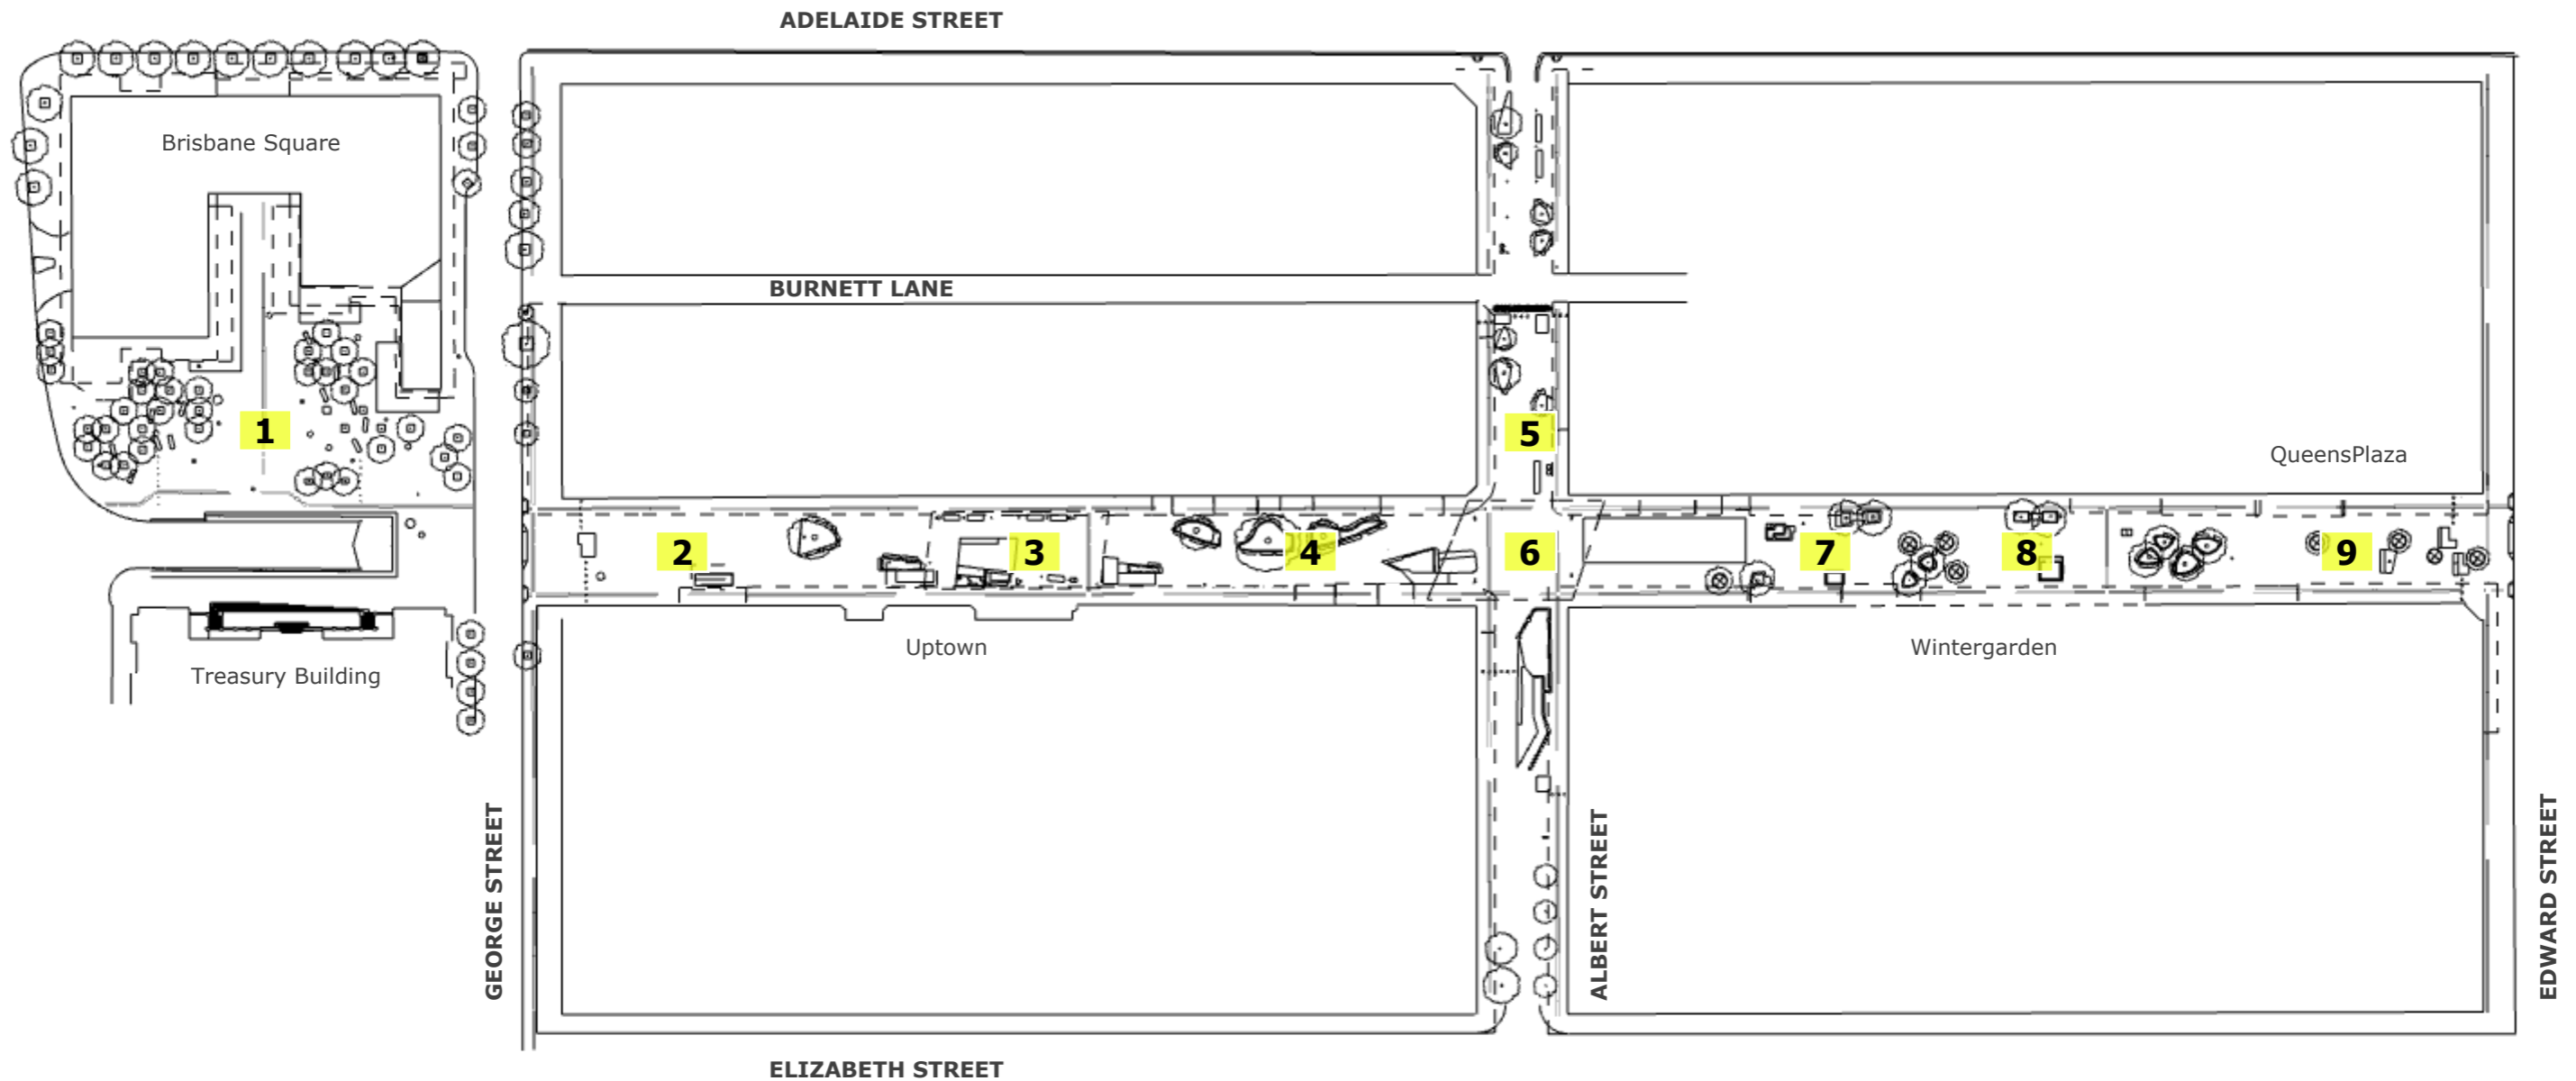 ADELAIDE STREET
Brisbane Square
BURNETT LANE
1
5
QueensPlaza
2
3
4
6
7
8
9
Uptown
Wintergarden
Treasury Building
GEORGE STREET
ALBERT STREET
EDWARD STREET
ELIZABETH STREET